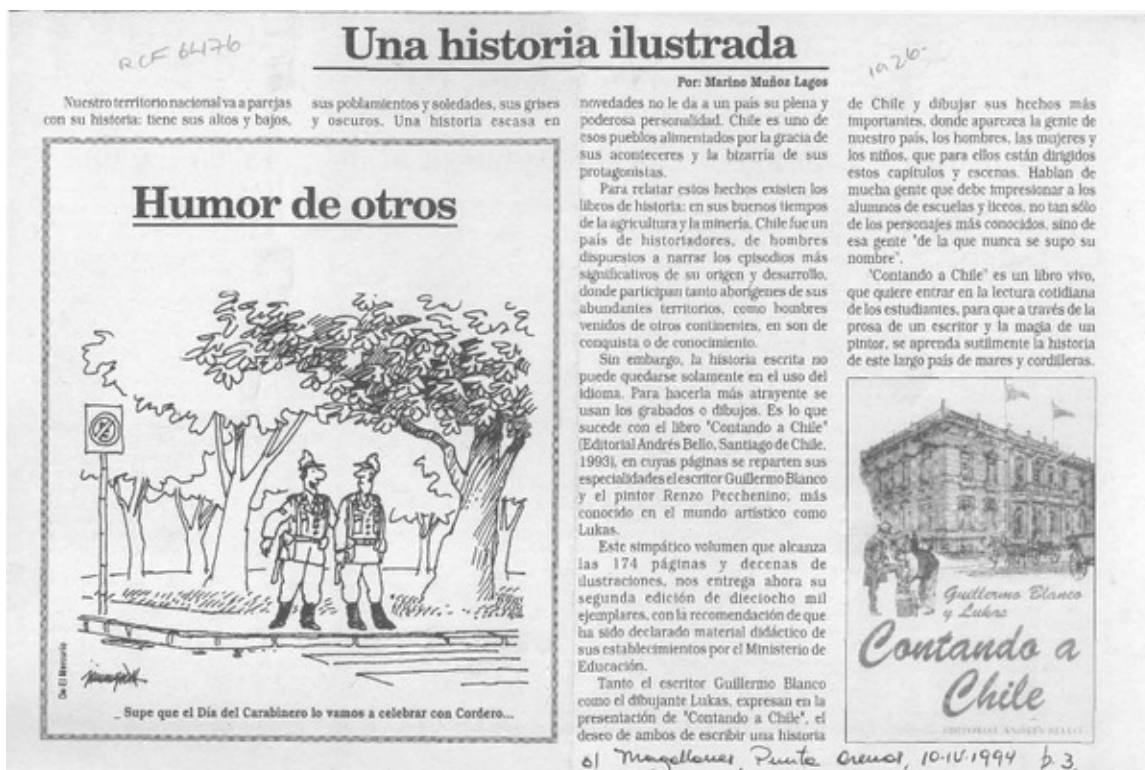 RCF 6476
Una historia ilustrada
Por: Marino Muñoz Lagos
Nuestro territorio nacional va a parejas
con su historia: tiene sus altos y bajos,
sus poblamientos y soledades, sus grises
y oscuros. Una historia escasa en
novedades no le da a un país su plena y
poderosa personalidad. Chile es uno de
esos pueblos alimentados por la gracia de
sus aconteceres y la bizarría de sus
protagonistas.
Para relatar estos hechos existen los
libros de historia: en sus buenos tiempos
de la agricultura y la minería, Chile fue un
país de historiadores, de hombres
dispuestos a narrar los episodios más
significativos de su origen y desarrollo,
donde participan tanto aborígenes de sus
abundantes territorios, como hombres
venidos de otros continentes, en son de
conquista o de conocimiento.
Sin embargo, la historia escrita no
puede quedarse solamente en el uso del
idioma. Para hacerla más atrayente se
usan los grabados o dibujos. Es lo que
sucede con el libro "Contando a Chile"
(Editorial Andrés Bello, Santiago de Chile,
1993), en cuyas páginas se reparten sus
especialidades el escritor Guillermo Blanco
y el pintor Renzo Pecchenino, más
conocido en el mundo artístico como
Lukas.
Este simpático volumen que alcanza
las 174 páginas y decenas de
ilustraciones, nos entrega ahora su
segunda edición de dieciocho mil
ejemplares, con la recomendación de que
ha sido declarado material didáctico de
sus establecimientos por el Ministerio de
Educación.
Tanto el escritor Guillermo Blanco
como el dibujante Lukas, expresan en la
presentación de "Contando a Chile", el
deseo de ambos de escribir una historia
de Chile y dibujar sus hechos más
importantes, donde aparezca la gente de
nuestro país, los hombres, las mujeres y
los niños, que para ellos están dirigidos
estos capítulos y escenas. Hablan de
mucha gente que debe impresionar a los
alumnos de escuelas y liceos, no tan sólo
de los personajes más conocidos, sino de
esa gente "de la que nunca se supo su
nombre".
"Contando a Chile" es un libro vivo,
que quiere entrar en la lectura cotidiana
de los estudiantes, para que a través de la
prosa de un escritor y la magia de un
pintor, se aprenda sutilmente la historia
de este largo país de mares y cordilleras.
Humor de otros
De El Mercurio
_ Supe que el Día del Carabinero lo vamos a celebrar con Cordero...
Guillermo Blanco
y Lukas
Contando a
Chile
EDITORIAL ANDRES BELLO
El Magallanes, Punta Arenas, 10-IV-1994 p. 3